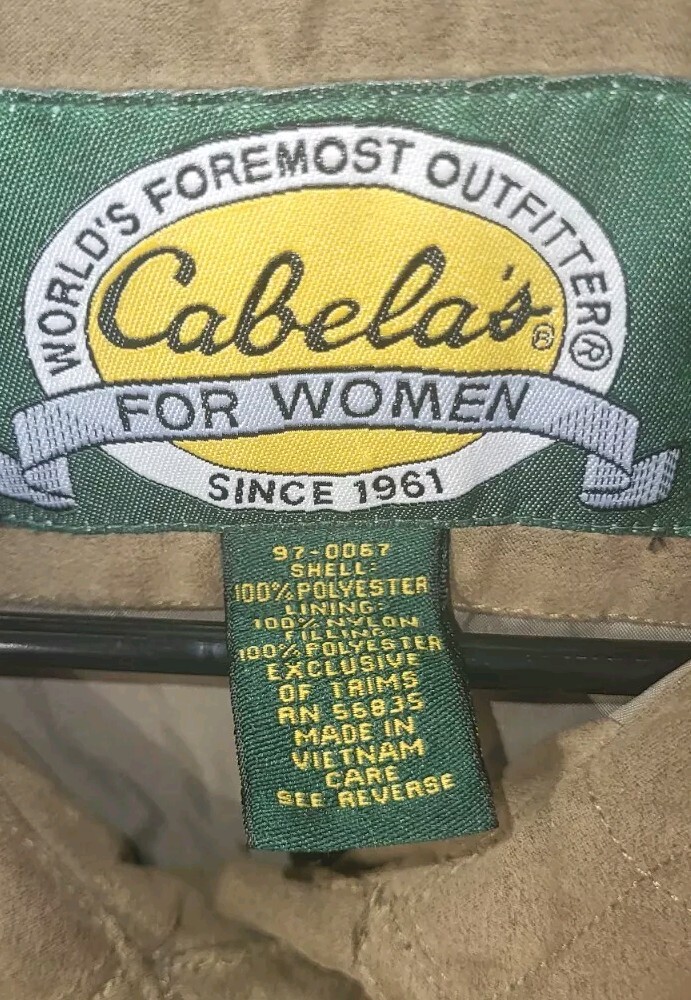 WORLD'S FOREMOST OUTFITTER®
Cabela's®
FOR WOMEN
SINCE 1961
97-0067
SHELL:
100% POLYESTER
LINING:
100% NYLON
FILLING:
100% POLYESTER
EXCLUSIVE
OF TRIMS
RN 56835
MADE IN
VIETNAM
CARE
SEE REVERSE